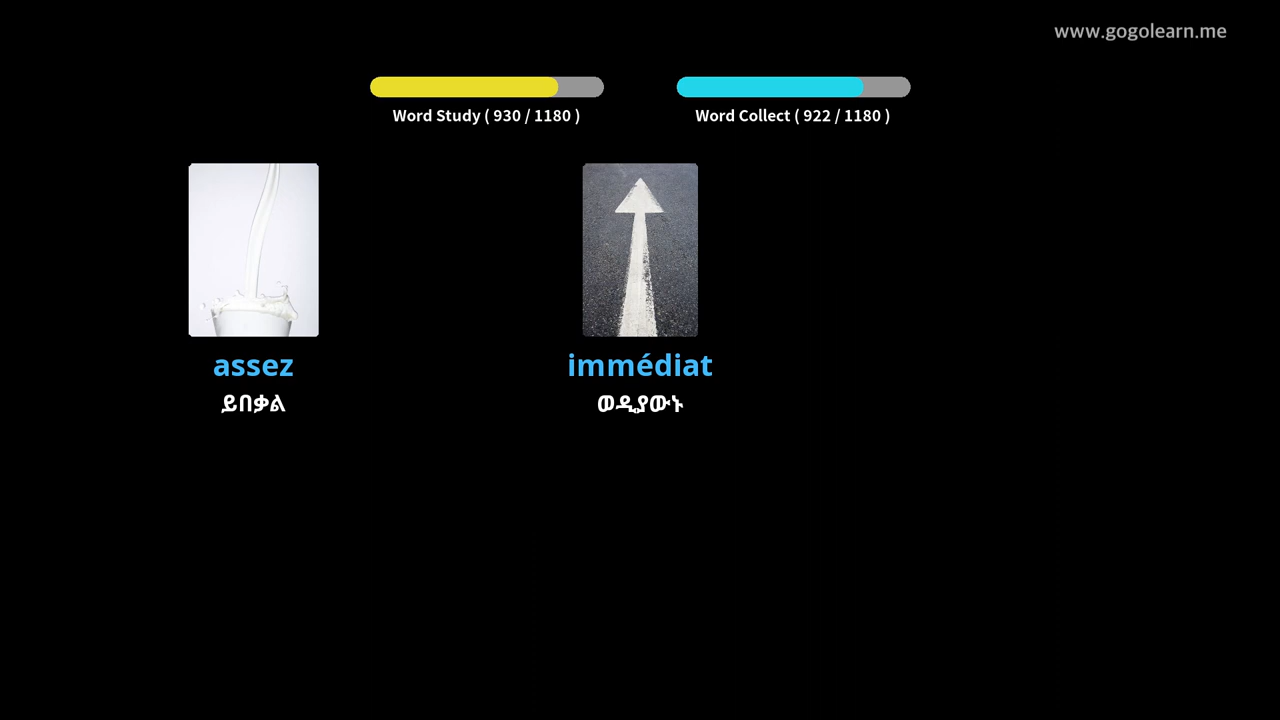 www.gogolearn.me
Word Study ( 930 / 1180 )
Word Collect ( 922 / 1180 )
assez
ይበቃል
immédiat
ወዲያውኑ